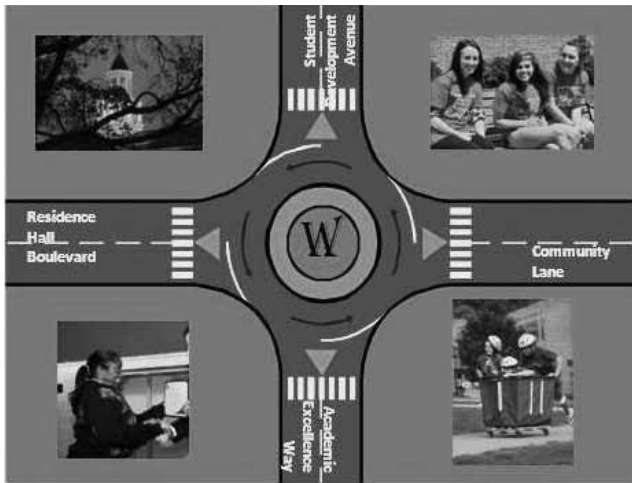 Student
Development
Avenue
Residence
Hall
Boulevard
W
Community
Lane
Academic
Excellence
Way